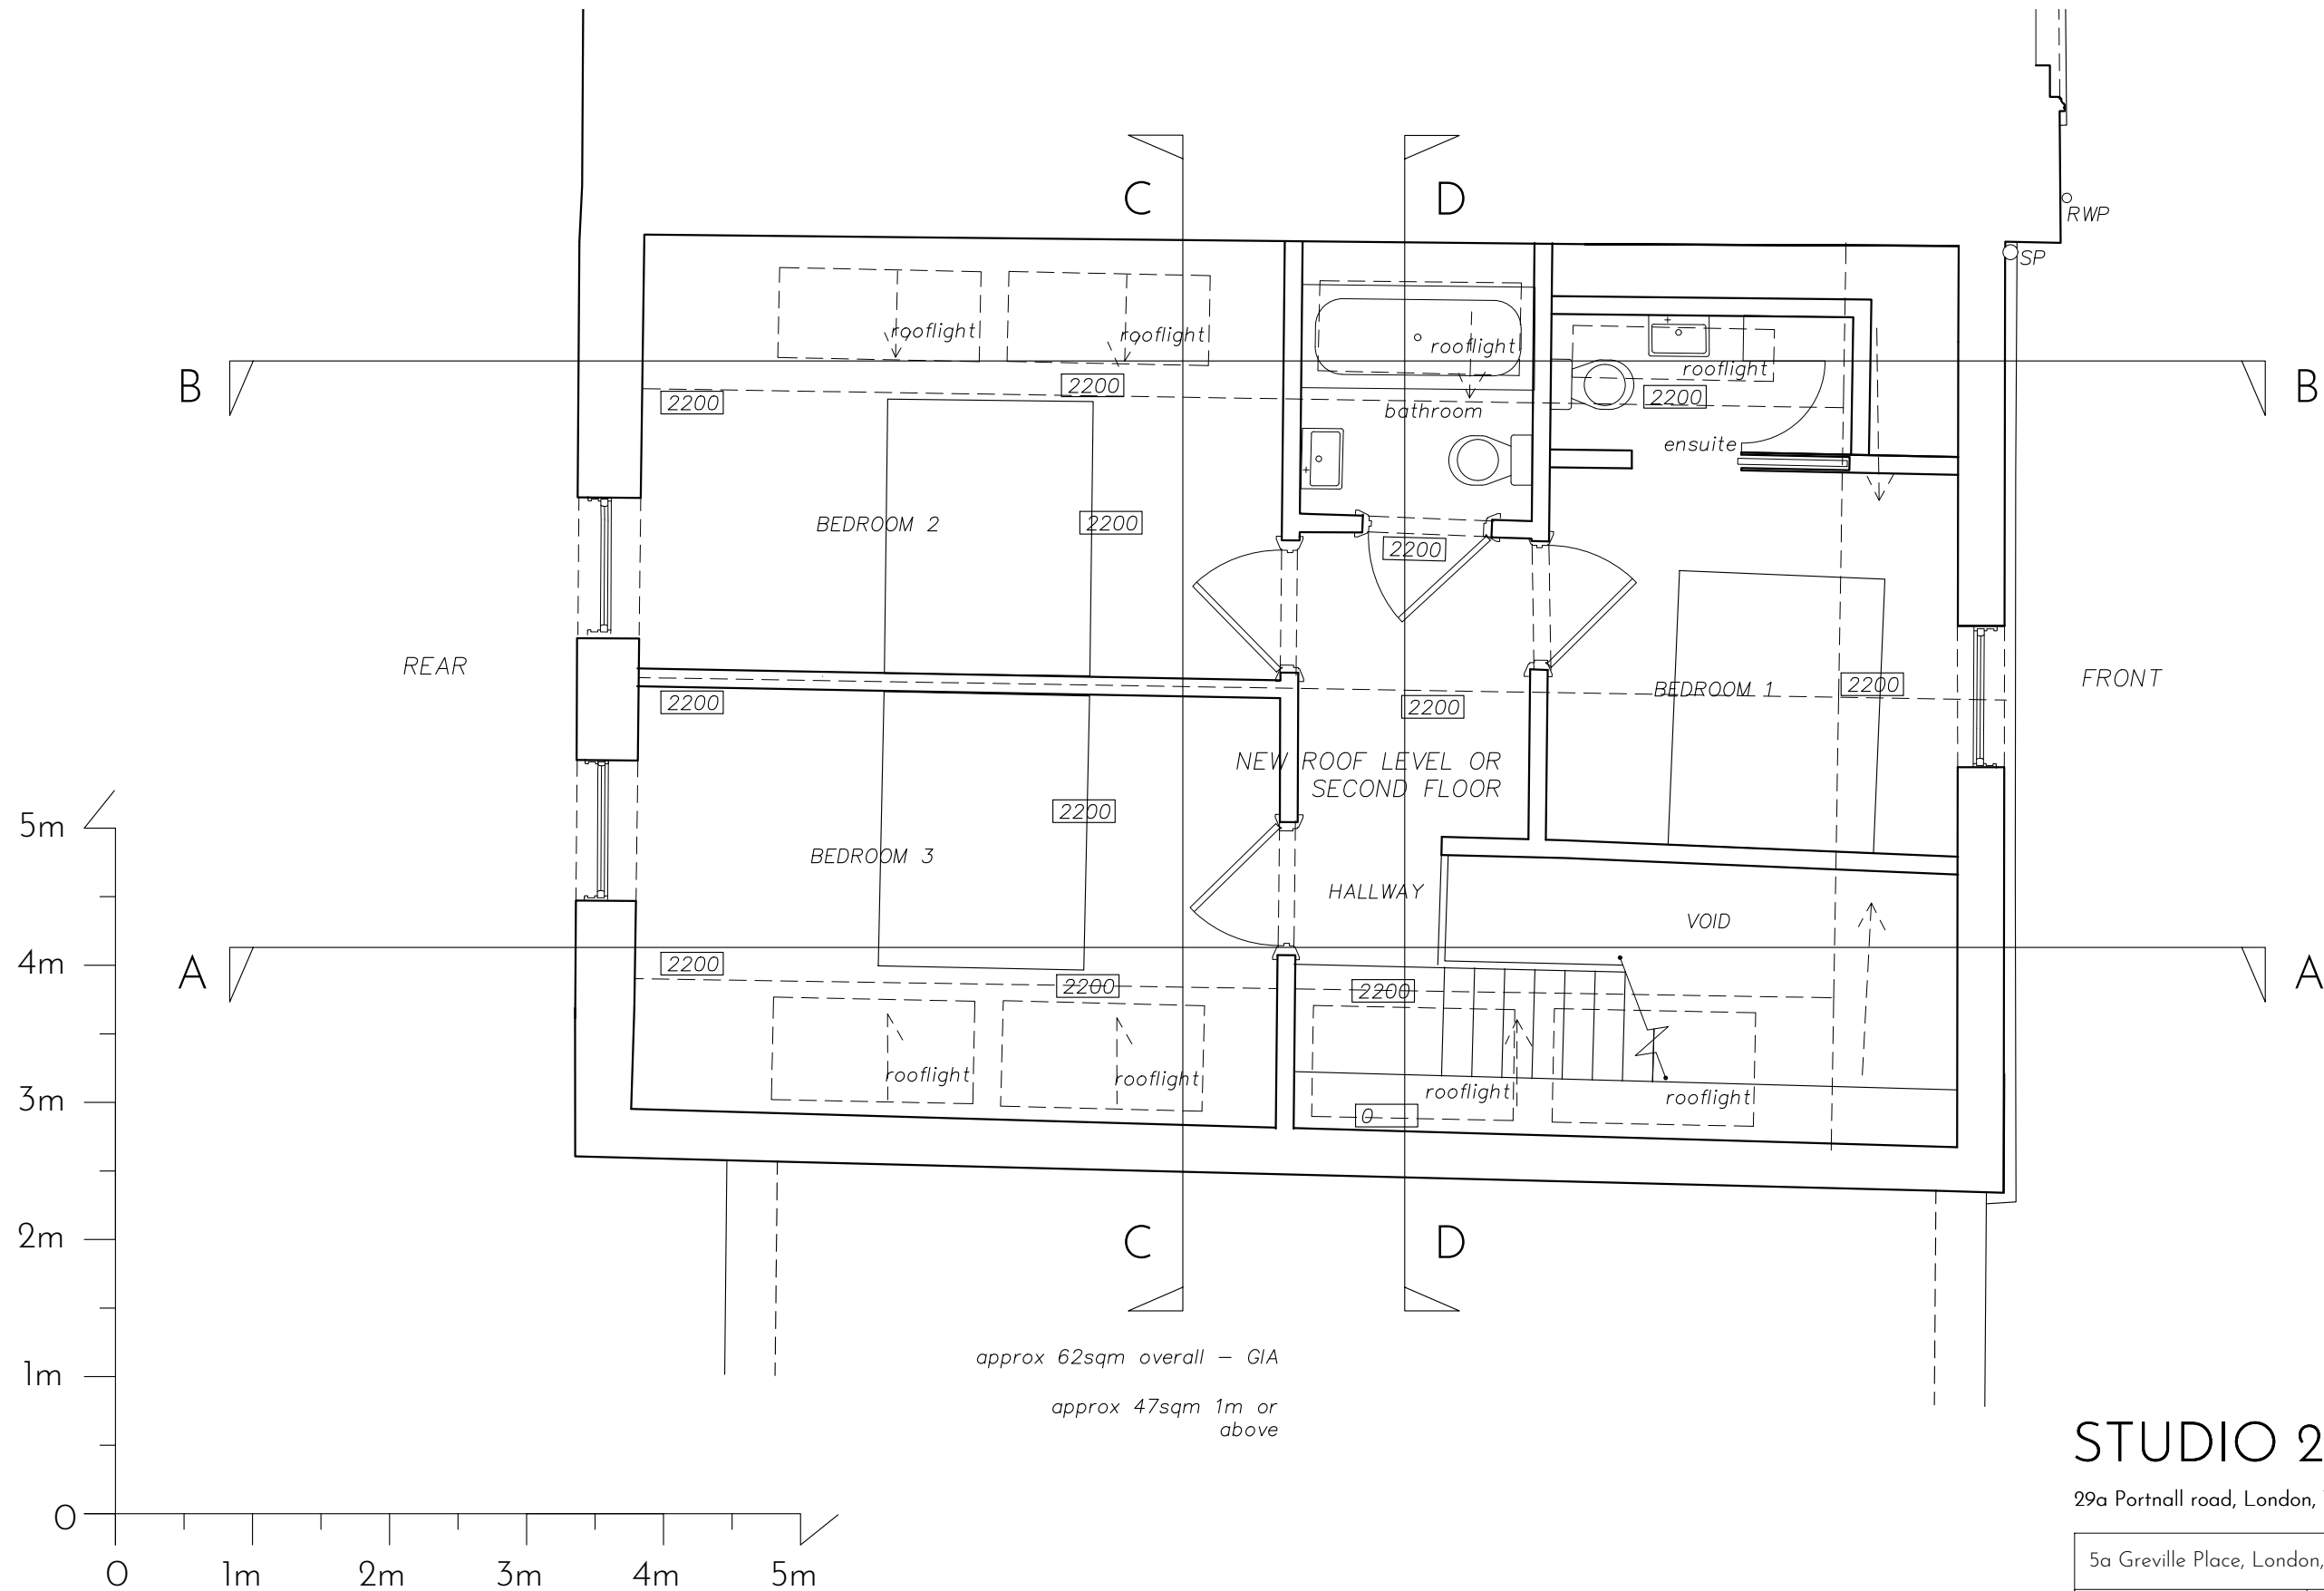 C
D
RWP
SP
rooflight
rooflight
rooflight
rooflight
B
B
2200
2200
2200
bathroom
ensuite
BEDROOM 2
2200
2200
REAR
FRONT
2200
2200
2200
BEDROOM 1
NEW ROOF LEVEL OR
SECOND FLOOR
2200
BEDROOM 3
HALLWAY
VOID
A
A
2200
2200
2200
rooflight
rooflight
rooflight
rooflight
0
C
D
5m
4m
3m
2m
1m
0
0
1m
2m
3m
4m
5m
approx 62sqm overall - GIA
approx 47sqm 1m or
above
STUDIO 2
29a Portnall road, London,
5a Greville Place, London,